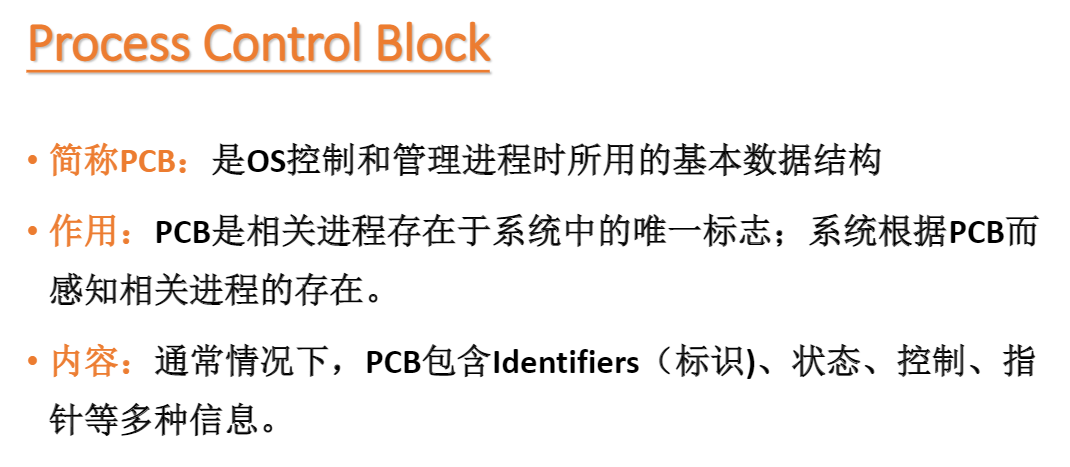 Process Control Block
• 简称PCB：是OS控制和管理进程时所用的基本数据结构
• 作用：PCB是相关进程存在于系统中的唯一标志；系统根据PCB而
感知相关进程的存在。
• 内容：通常情况下，PCB包含Identifiers（标识)、状态、控制、指
针等多种信息。